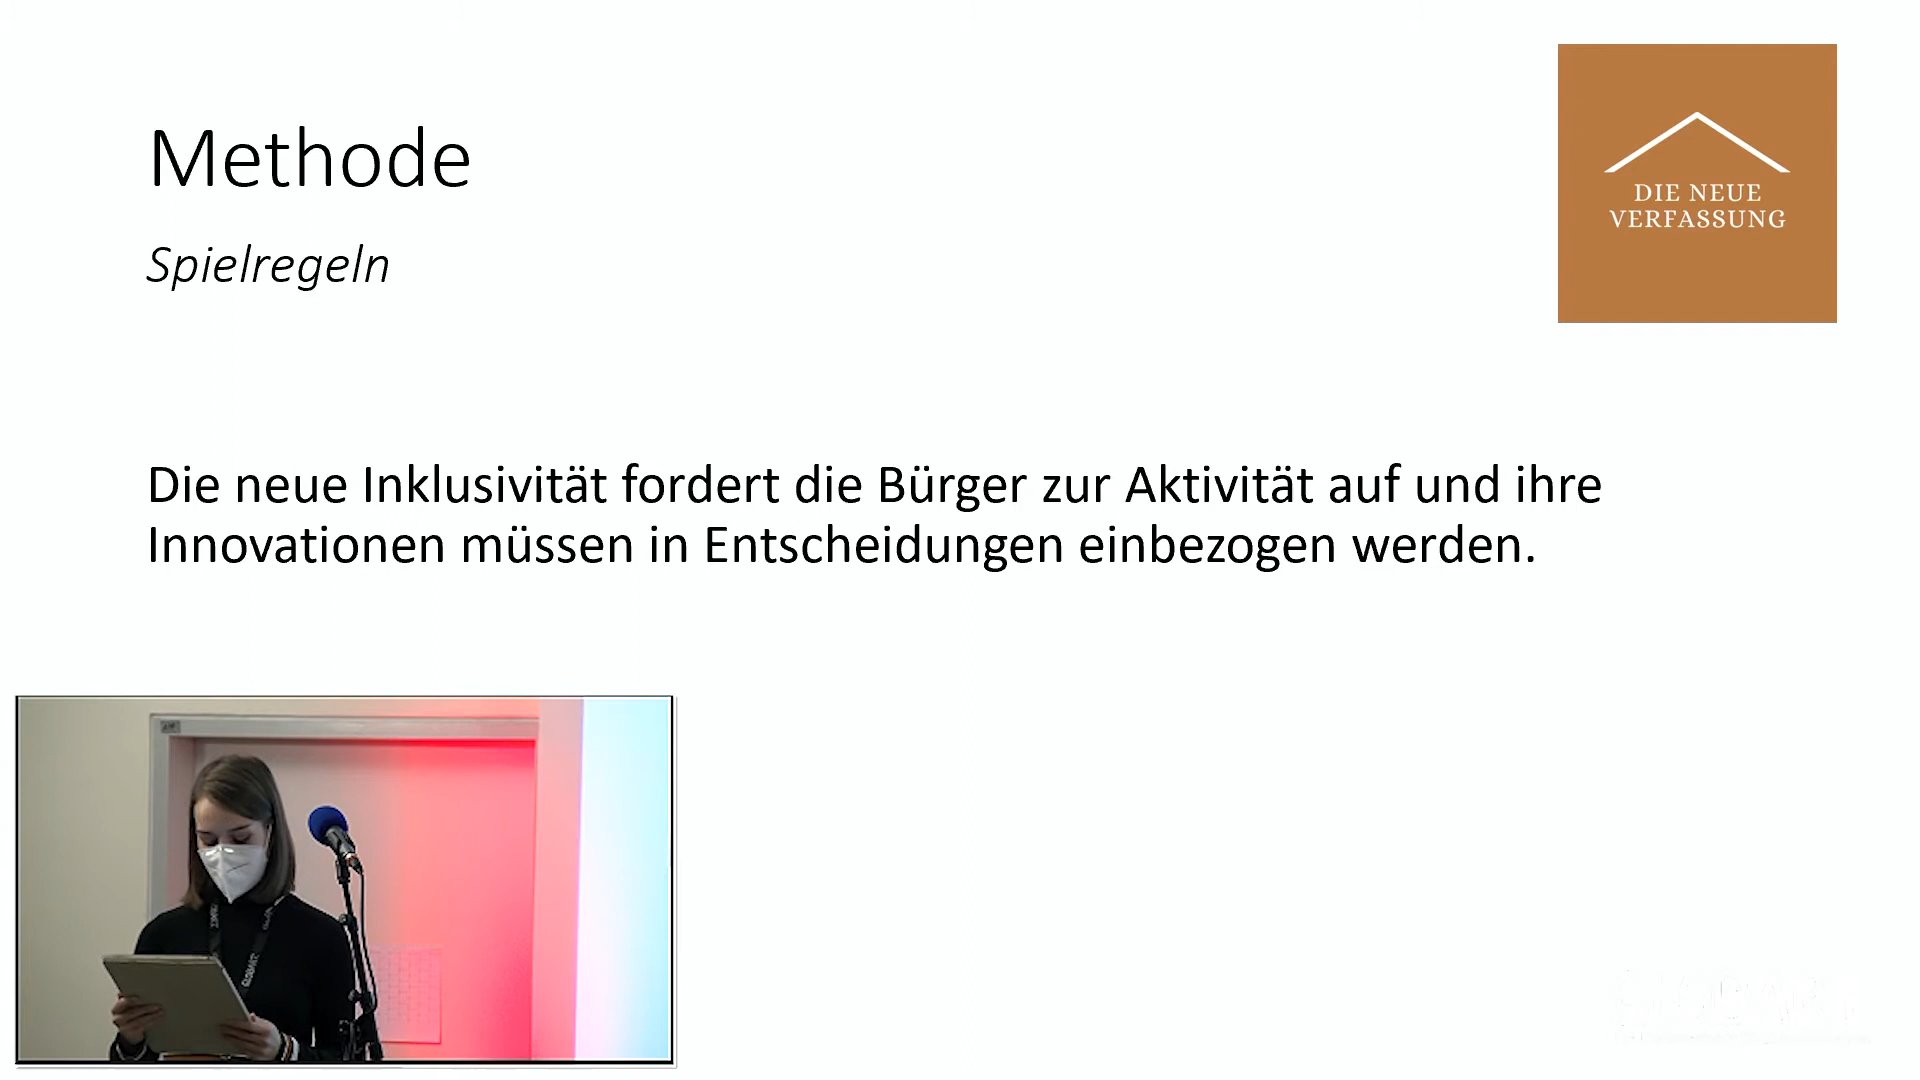 Methode
Spielregeln
DIE NEUE
VERFASSUNG
Die neue Inklusivität fordert die Bürger zur Aktivität auf und ihre
Innovationen müssen in Entscheidungen einbezogen werden.
GLOBART